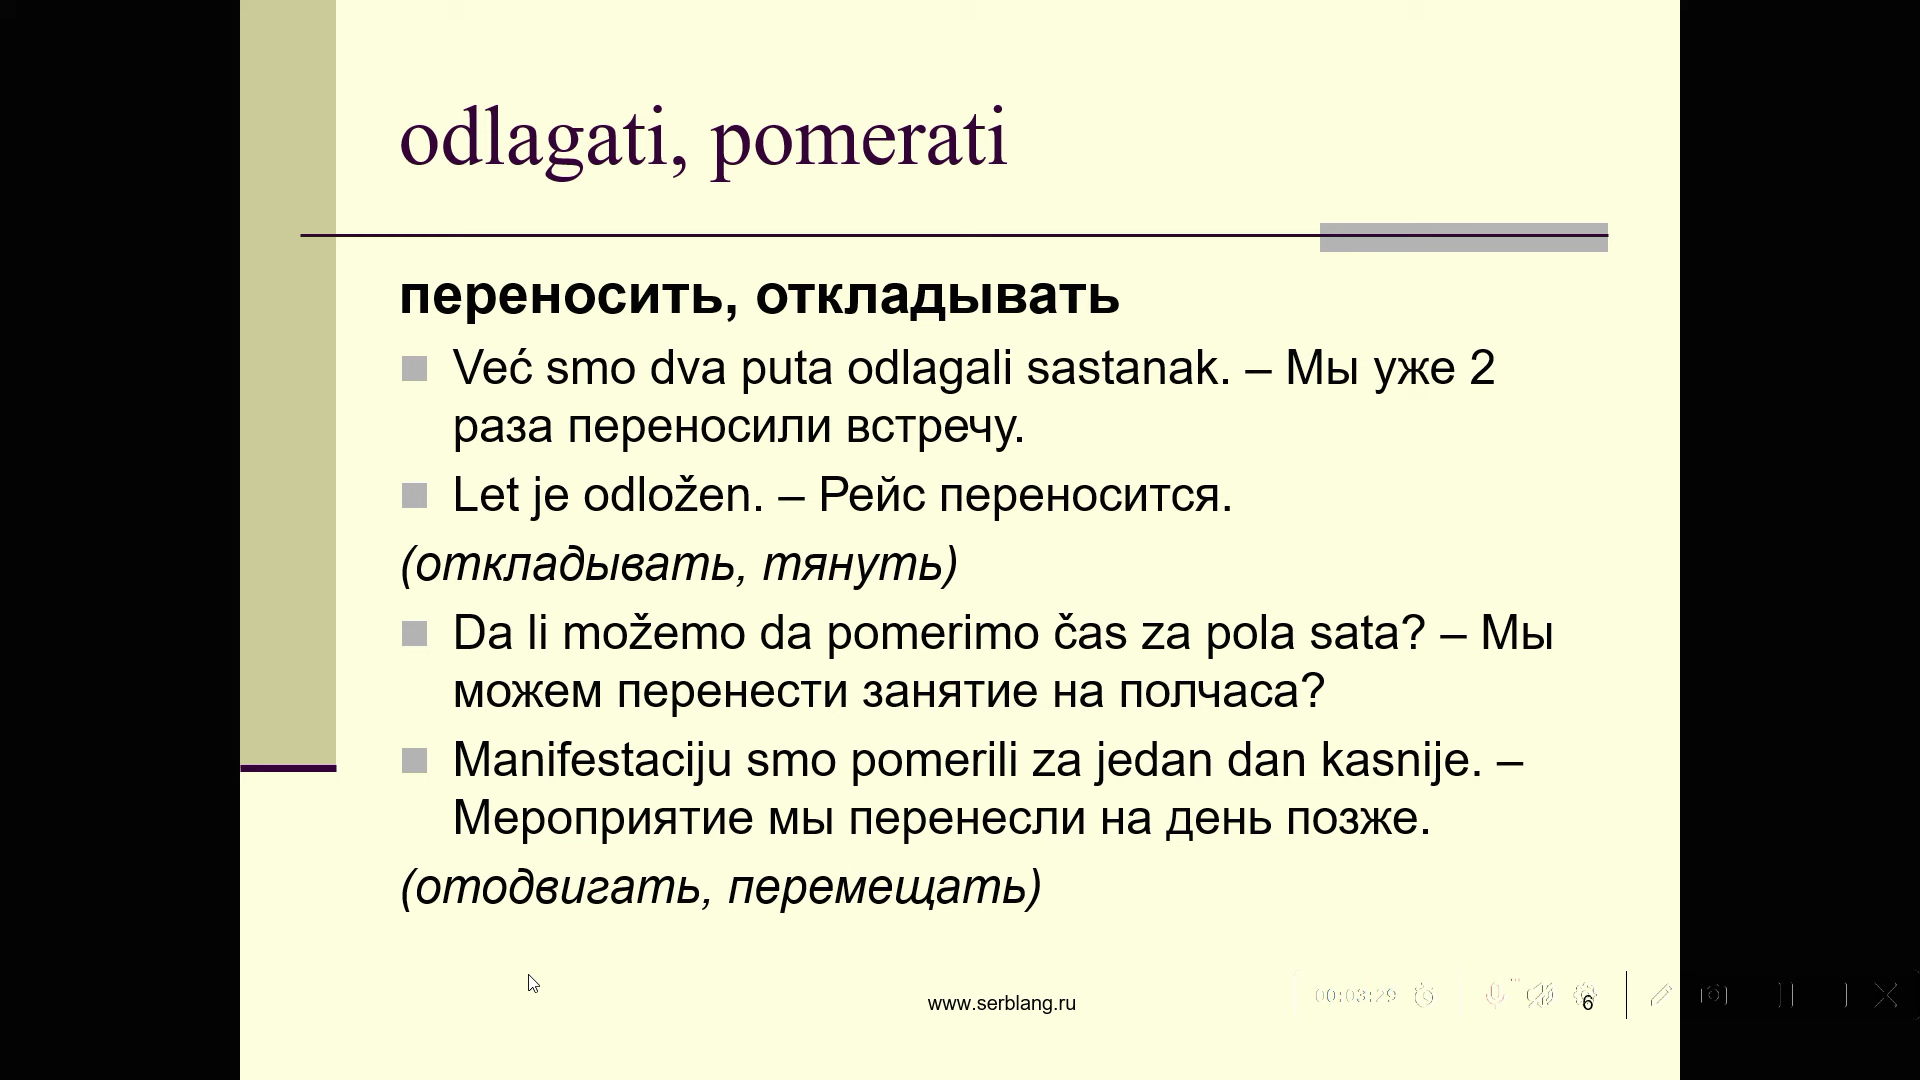 odlagati, pomerati
переносить, откладывать
Već smo dva puta odlagali sastanak. – Мы уже 2
раза переносили встречу.
Let je odložen. – Рейс переносится.
(откладывать, тянуть)
Da li možemo da pomerimo čas za pola sata? – Мы
можем перенести занятие на полчаса?
Manifestaciju smo pomerili za jedan dan kasnije. –
Мероприятие мы перенесли на день позже.
(отодвигать, перемещать)
www.serblang.ru
00:03:29
6